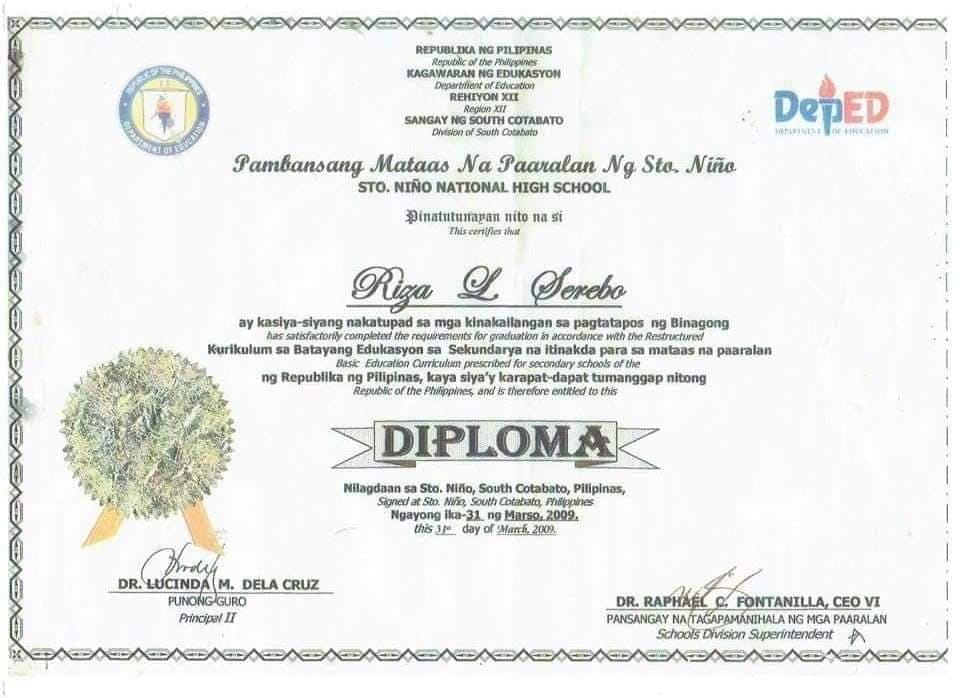 REPUBLIKA NG PILIPINAS
Republic of the Philippines
KAGAWARAN NG EDUKASYON
Department of Education
REHIYON XII
Region XII
SANGAY NG SOUTH COTABATO
Division of South Cotabato
REPUBLIC OF THE PHILIPPINES
DEPARTMENT OF EDUCATION
DepED
DEPARTMENT OF EDUCATION
Pambansang Mataas Na Paaralan Ng Sto. Niño
STO. NIÑO NATIONAL HIGH SCHOOL
Pinatutunayan nito na si
This certifies that
Riza L Serebo
ay kasiya-siyang nakatupad sa mga kinakailangan sa pagtatapos ng Binagong
has satisfactorily completed the requirements for graduation in accordance with the Restructured
Kurikulum sa Batayang Edukasyon sa Sekundarya na itinakda para sa mataas na paaralan
Basic Education Curriculum prescribed for secondary schools of the
ng Republika ng Pilipinas, kaya siya'y karapat-dapat tumanggap nitong
Republic of the Philippines, and is therefore entitled to this
DIPLOMA
Nilagdaan sa Sto. Niño, South Cotabato, Pilipinas,
Signed at Sto. Niño, South Cotabato, Philippines
Ngayong ika-31 ng Marso, 2009.
this 31st day of March, 2009.
DR. LUCINDA M. DELA CRUZ
PUNONG-GURO
Principal II
DR. RAPHAEL C. FONTANILLA, CEO VI
PANSANGAY NA TAGAPAMANIHALA NG MGA PAARALAN
Schools Division Superintendent